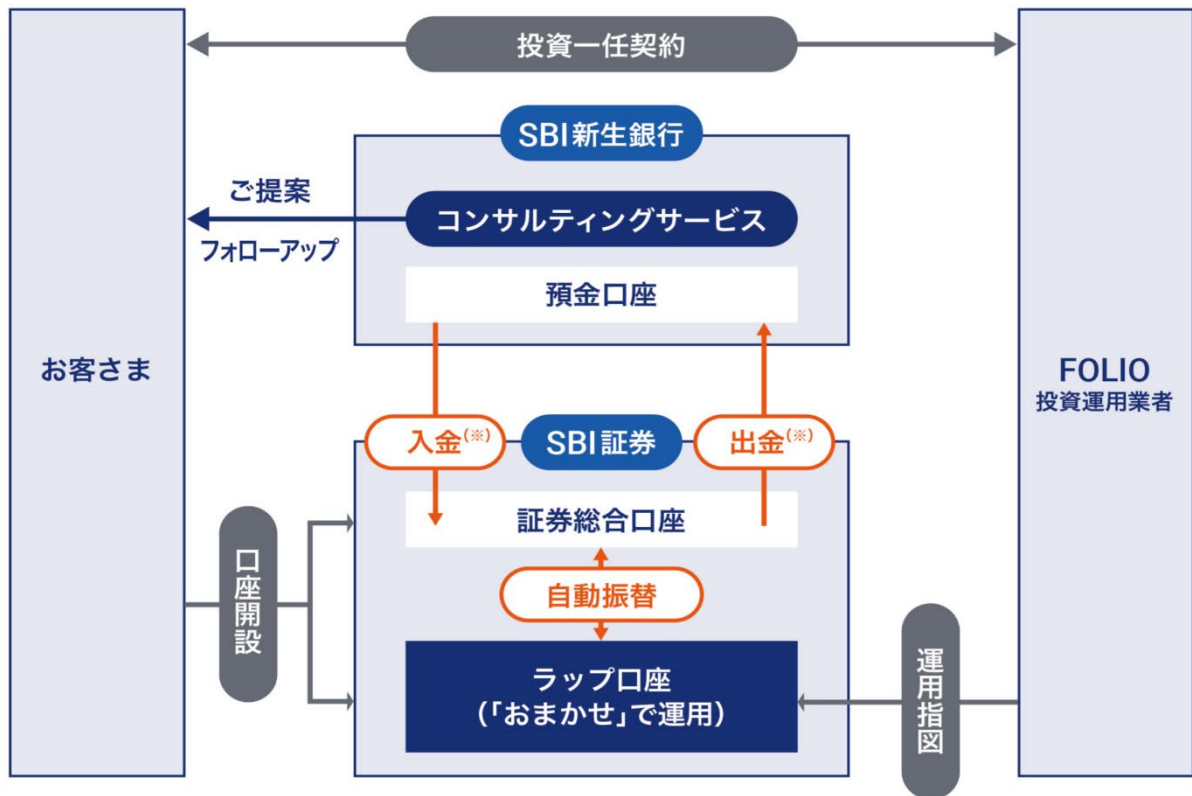 投資一任契約
SBI新生銀行
コンサルティングサービス
ご提案
フォローアップ
預金口座
お客さま
FOLIO
投資運用業者
入金(※)
SBI証券
出金(※)
証券総合口座
口座開設
自動振替
ラップ口座
(「おまかせ」で運用)
運用指図